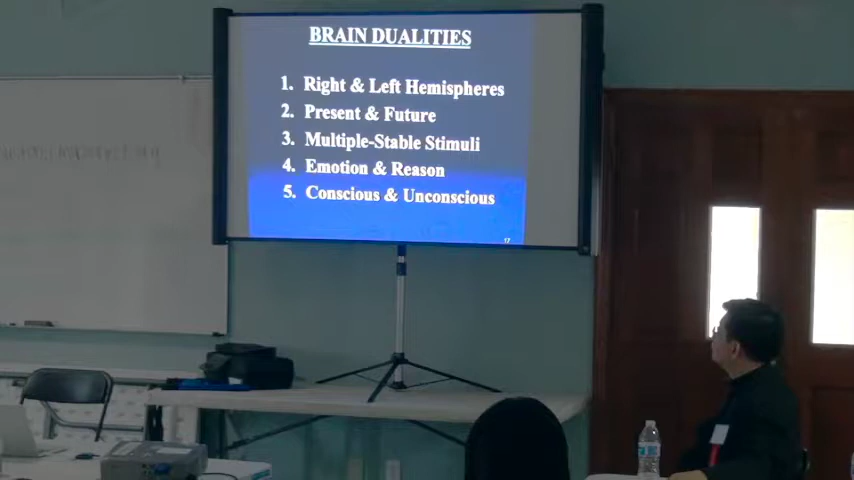 BRAIN DUALITIES
1. Right & Left Hemispheres
2. Present & Future
3. Multiple-Stable Stimuli
4. Emotion & Reason
5. Conscious & Unconscious
17